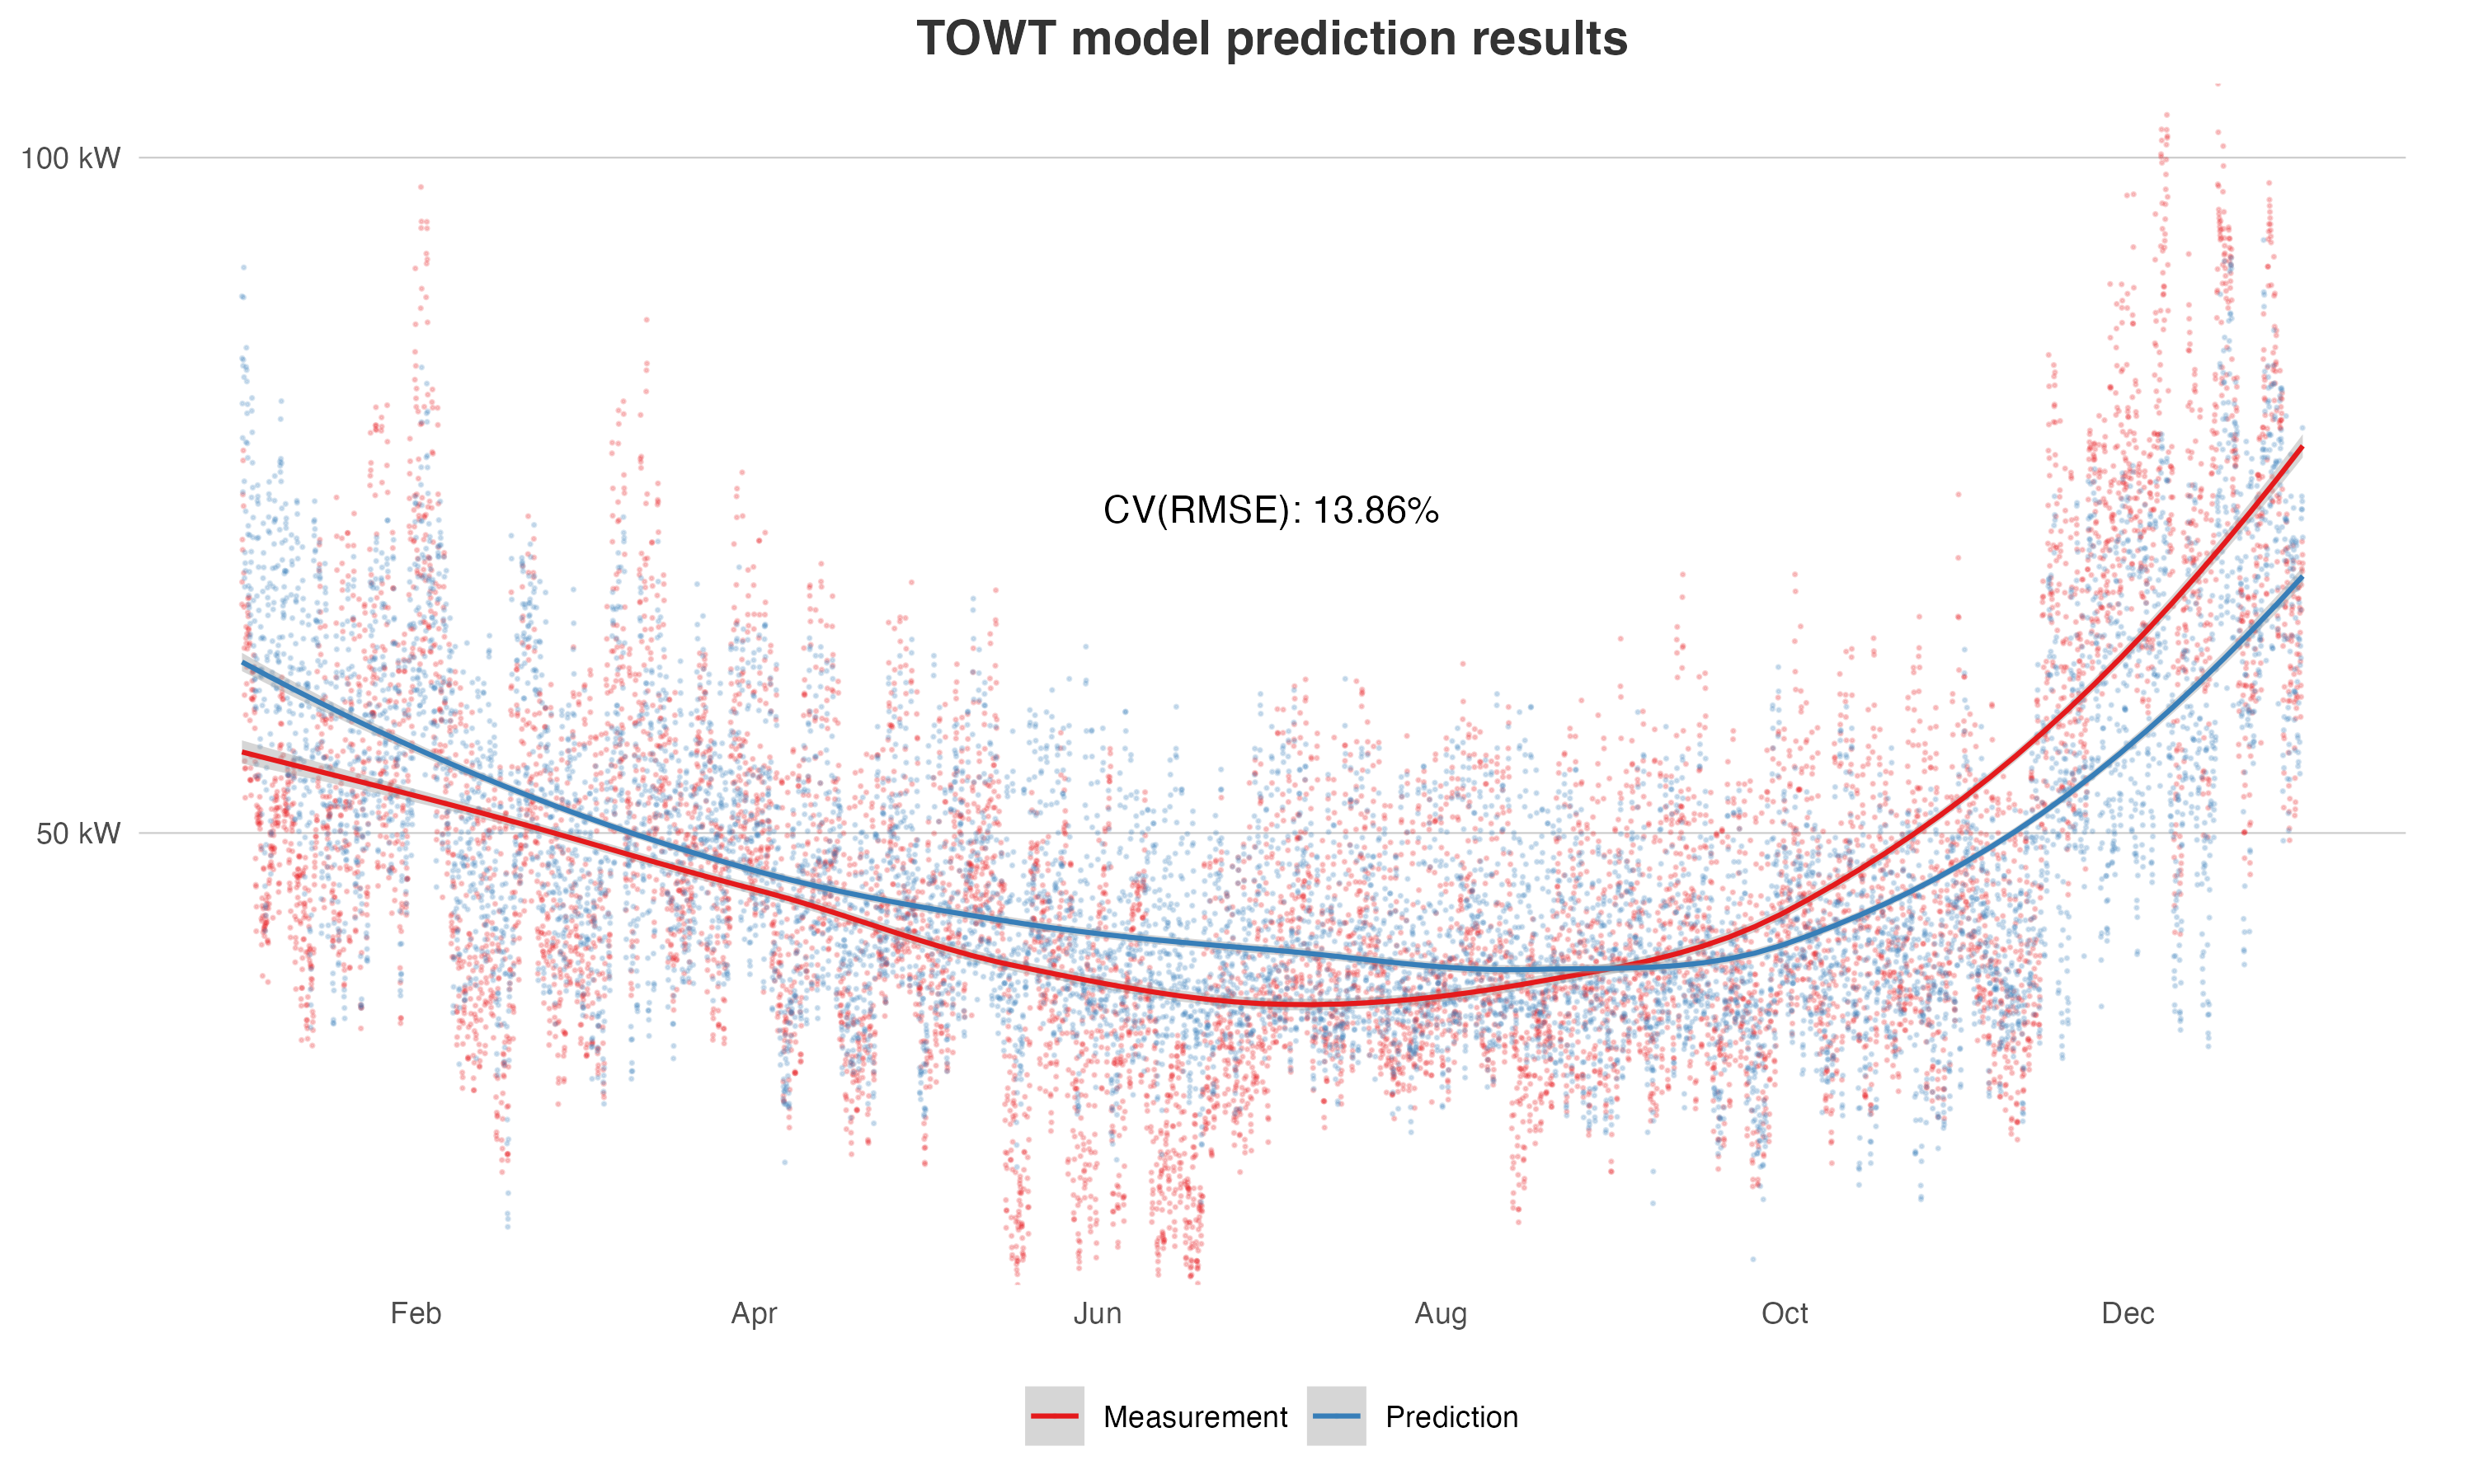 TOWT model prediction results
100 kW
CV(RMSE): 13.86%
50 kW
Feb Apr Jun Aug Oct Dec
Measurement Prediction